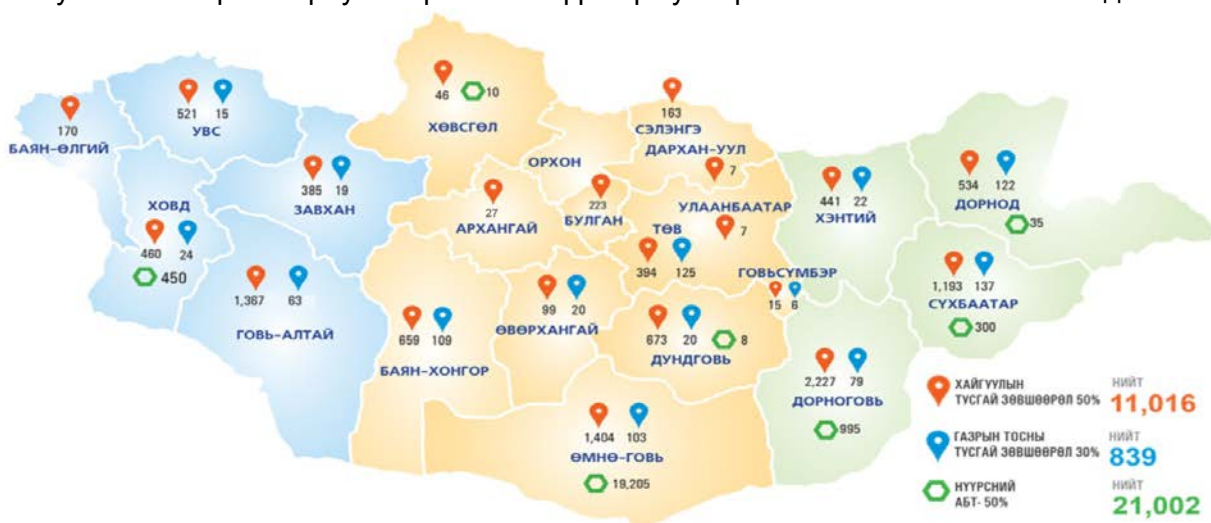 46
10
ХӨВСГӨЛ
521 15
УВС
170
БАЯН-ӨЛГИЙ
163
СЭЛЭНГЭ
ДАРХАН-УУЛ
7
ОРХОН
385 19
ЗАВХАН
ХОВД
460 24
450
27
АРХАНГАЙ
223
БУЛГАН
УЛААНБААТАР
7
ТӨВ
394 125
441 22
ХЭНТИЙ
534 122
ДОРНОД
35
ГОВЬСҮМБЭР
15 6
1,193 137
СҮХБААТАР
300
1,367 63
ГОВЬ-АЛТАЙ
659 109
БАЯН-ХОНГОР
99 20
ӨВӨРХАНГАЙ
673 20
8
ДУНДГОВЬ
2,227 79
ДОРНОГОВЬ
995
1,404 103
ӨМНӨ-ГОВЬ
19,205
ХАЙГУУЛЫН
ТУСГАЙ ЗӨВШӨӨРӨЛ 50%
НИЙТ
11,016
ГАЗРЫН ТОСНЫ
ТУСГАЙ ЗӨВШӨӨРӨЛ 30%
НИЙТ
839
НҮҮРСНИЙ
АБТ- 50%
НИЙТ
21,002